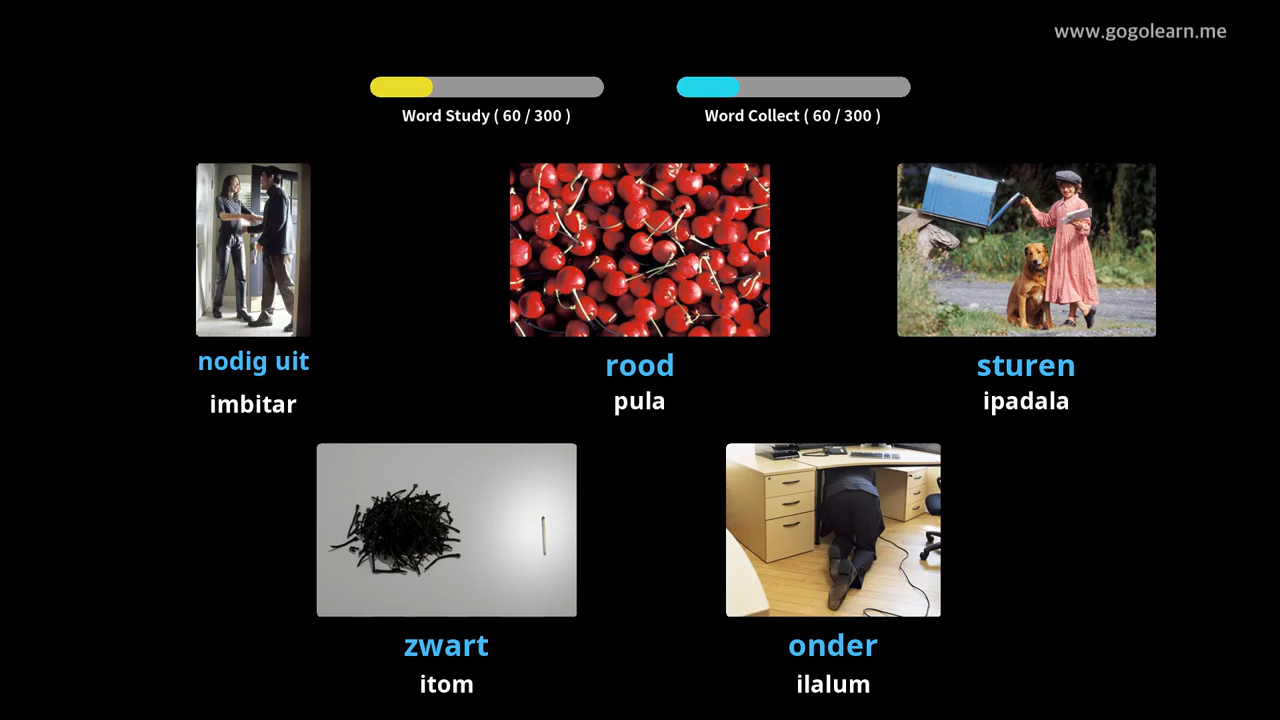 www.gogolearn.me
Word Study ( 60 / 300 )
Word Collect ( 60 / 300 )
nodig uit
imbitar
rood
pula
sturen
ipadala
zwart
itom
onder
ilalum